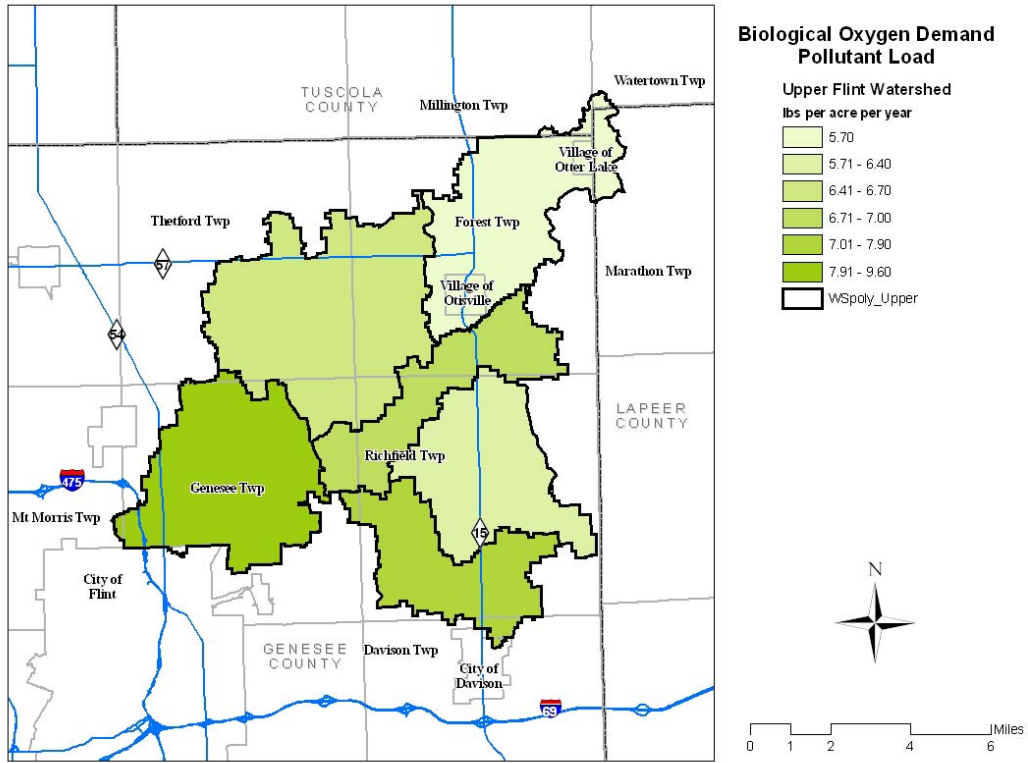 Biological Oxygen Demand
Pollutant Load
Upper Flint Watershed
lbs per acre per year
5.70
5.71 - 6.40
6.41 - 6.70
6.71 - 7.00
7.01 - 7.90
7.91 - 9.60
WSpoly_Upper
Watertown Twp
TUSCOLA
COUNTY
Millington Twp
Village of
Otter Lake
Thetford Twp
Forest Twp
57
Marathon Twp
Village of
Otisville
54
LAPEER
COUNTY
Richfield Twp
475
Genesee Twp
Mt Morris Twp
15
City of
Flint
GENESEE
COUNTY
Davison Twp
City of
Davison
69
N
Miles
0 1 2 4 6